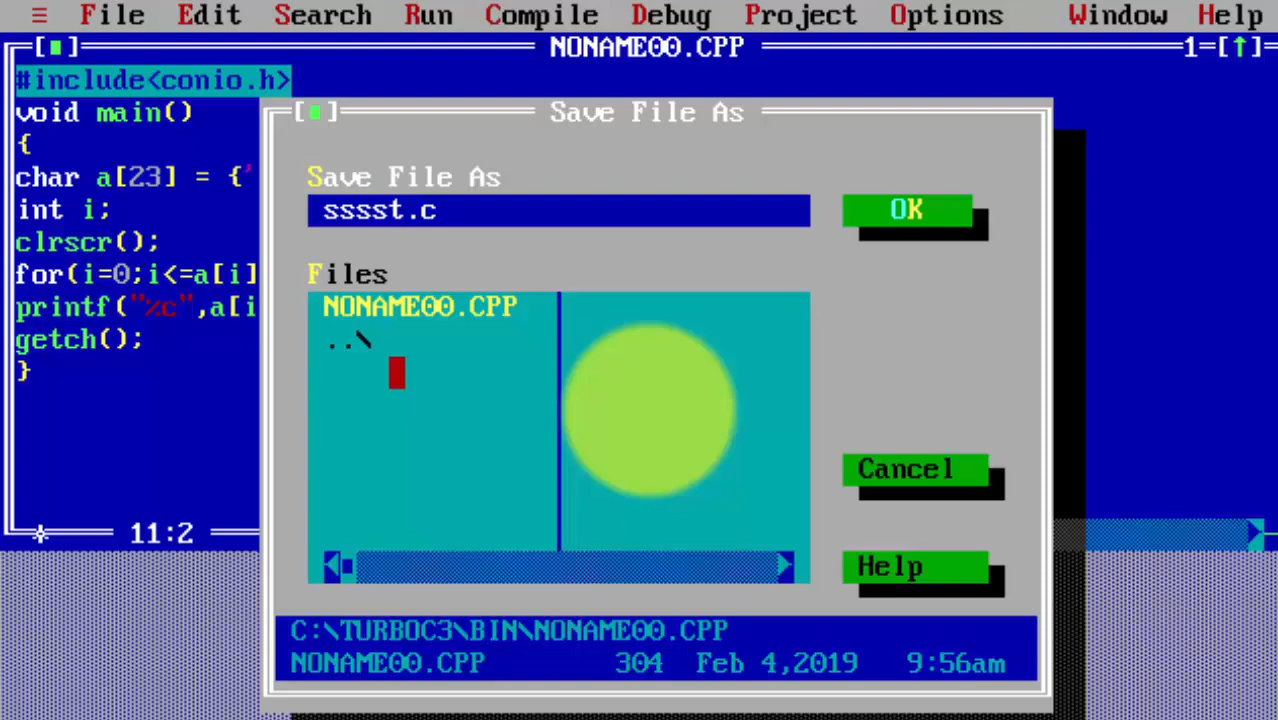 ≡ File Edit Search Run Compile Debug Project Options Window Help
[■] NONAME00.CPP 1=[↑]
#include<conio.h>
void main()
{
char a[23] = {'
int i;
clrscr();
for(i=0;i<=a[i]
printf("%c",a[i
getch();
}
11:2
[■] Save File As
Save File As
sssst.c
OK
Files
NONAME00.CPP
..\
Cancel
Help
C:\TURBOC3\BIN\NONAME00.CPP
NONAME00.CPP 304 Feb 4,2019 9:56am